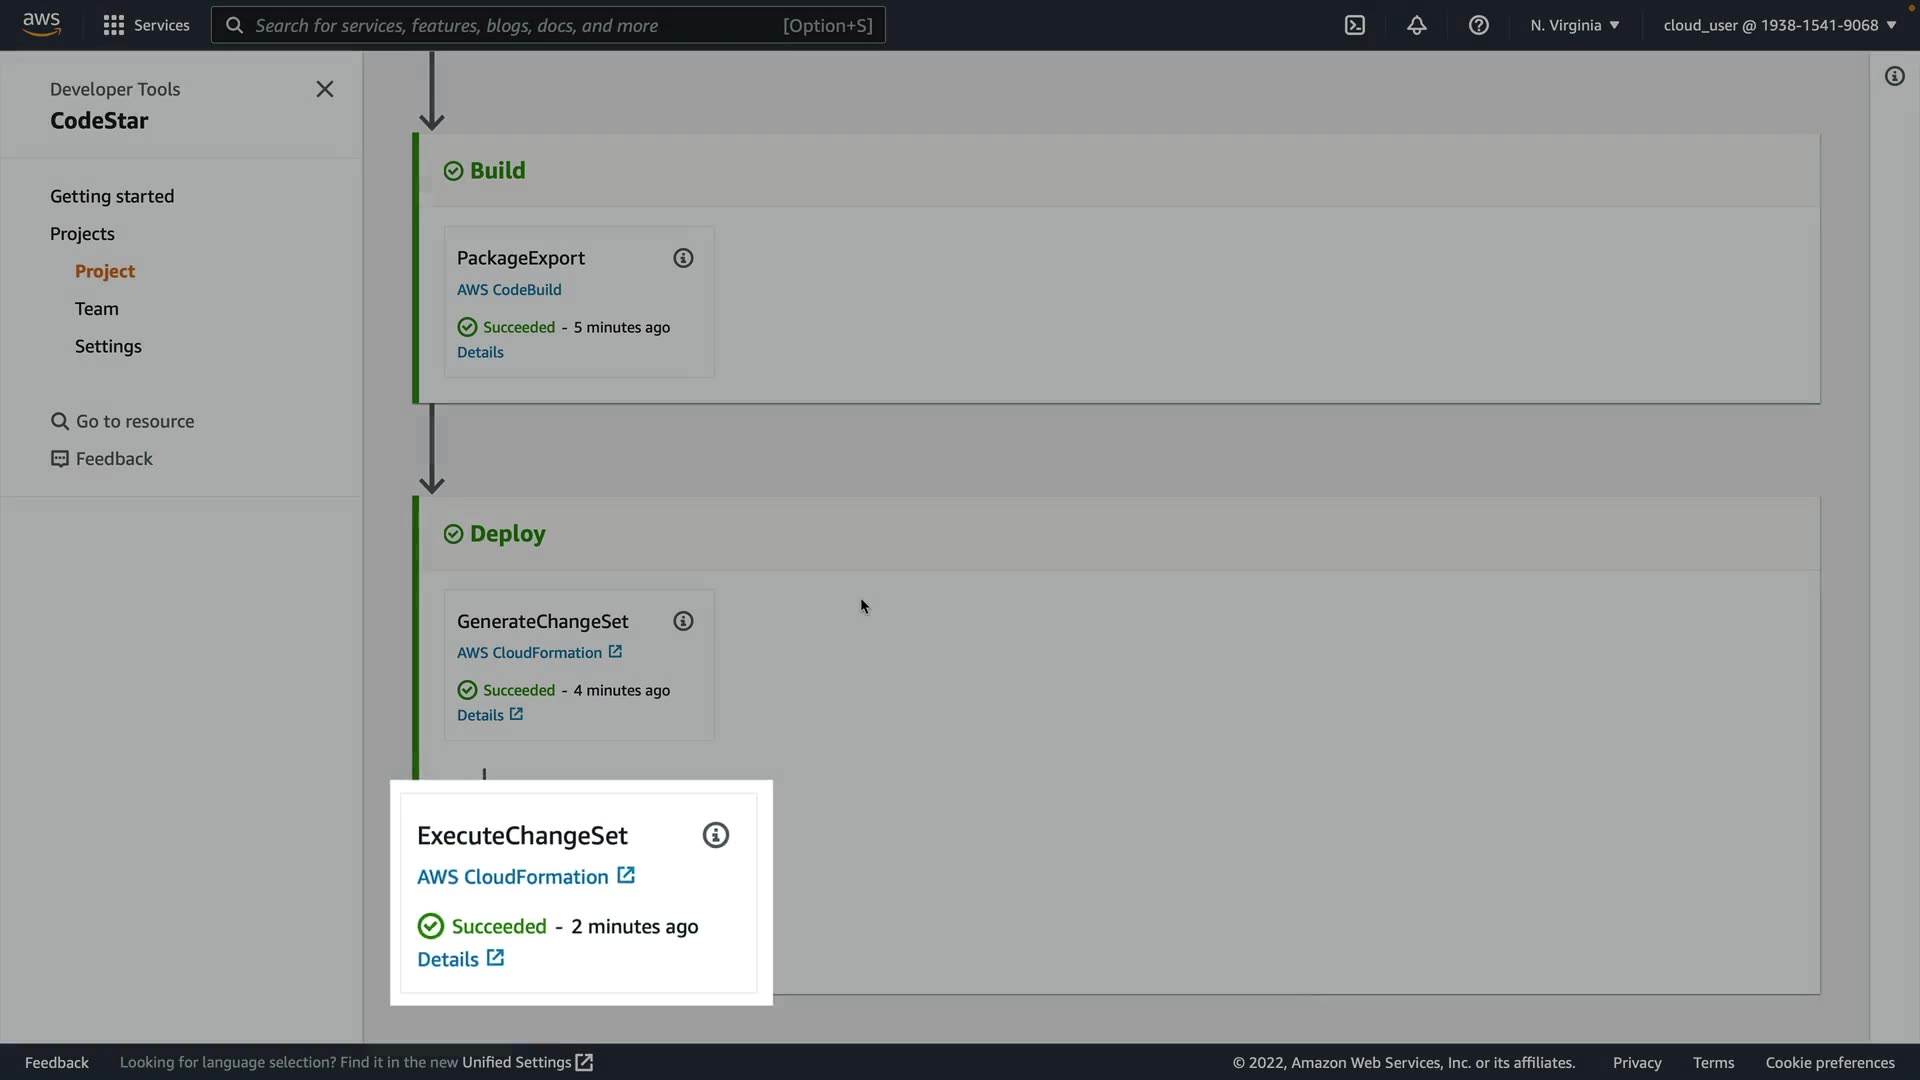 aws
Services
Search for services, features, blogs, docs, and more
[Option+S]
N. Virginia
cloud_user @ 1938-1541-9068
Developer Tools
CodeStar
Getting started
Projects
Project
Team
Settings
Go to resource
Feedback
Build
PackageExport
AWS CodeBuild
Succeeded - 5 minutes ago
Details
Deploy
GenerateChangeSet
AWS CloudFormation
Succeeded - 4 minutes ago
Details
ExecuteChangeSet
AWS CloudFormation
Succeeded - 2 minutes ago
Details
Feedback
Looking for language selection? Find it in the new Unified Settings
© 2022, Amazon Web Services, Inc. or its affiliates.
Privacy
Terms
Cookie preferences